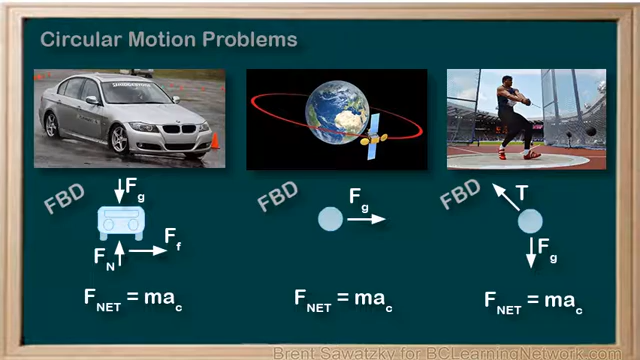 Circular Motion Problems
FBD
Fg
FN
Ff
FNET = mac
FBD
Fg
FNET = mac
FBD
T
Fg
FNET = mac
Brent Sawatzky for BCLearningNetwork.com